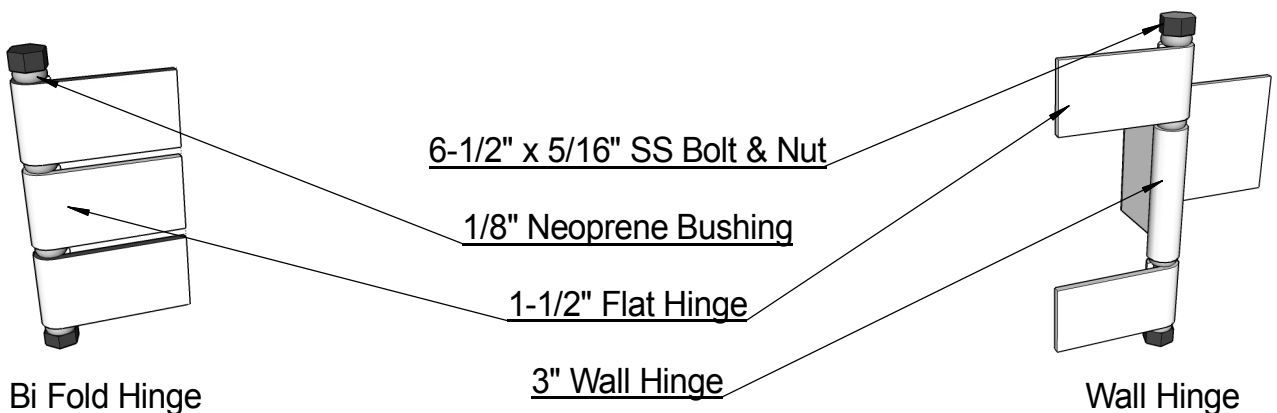 6-1/2" x 5/16" SS Bolt & Nut
1/8" Neoprene Bushing
1-1/2" Flat Hinge
3" Wall Hinge
Bi Fold Hinge
Wall Hinge